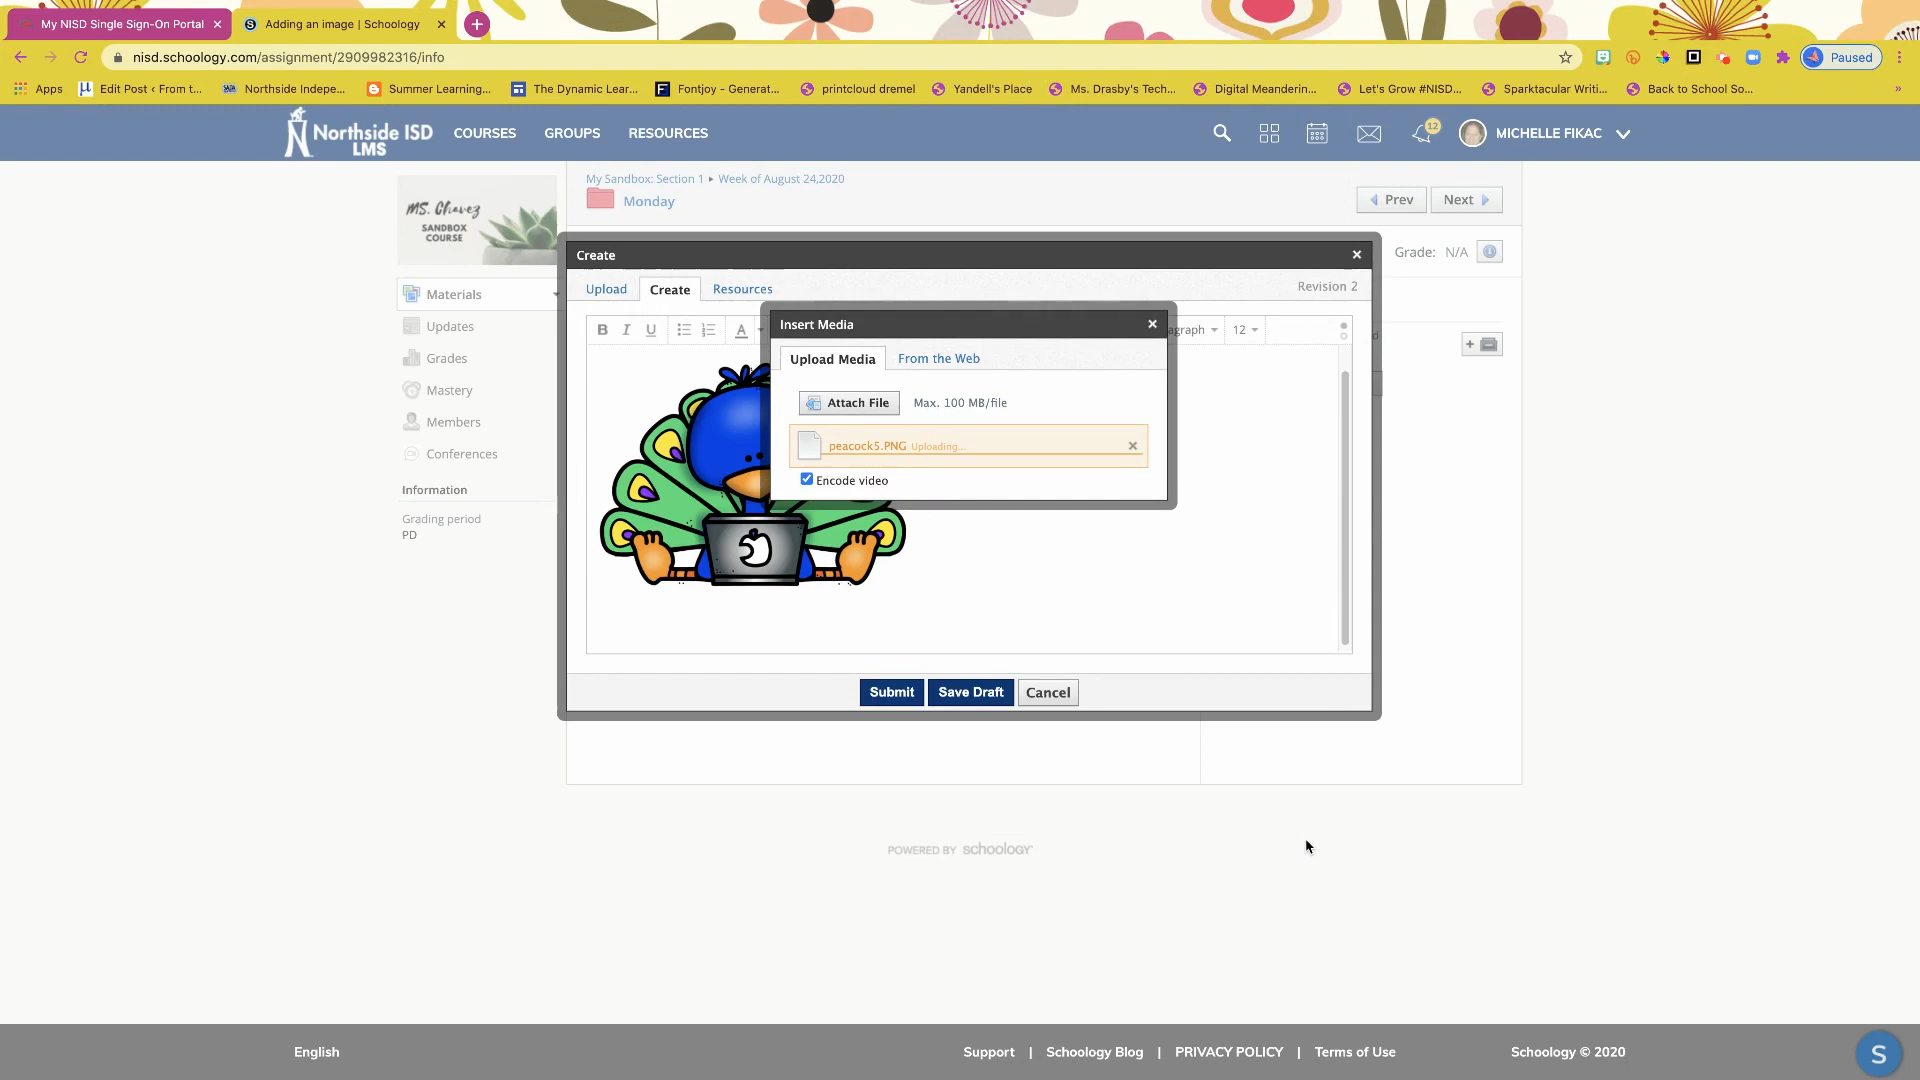 My NISD Single Sign-On Portal
Adding an image | Schoology
nisd.schoology.com/assignment/2909982316/info
Paused
Apps
Edit Post ‹ From t...
Northside Indepe...
Summer Learning...
The Dynamic Lear...
Fontjoy - Generat...
printcloud dremel
Yandell's Place
Ms. Drasby's Tech...
Digital Meanderin...
Let's Grow #NISD...
Sparktacular Writi...
Back to School So...
»
Northside ISD
LMS
COURSES
GROUPS
RESOURCES
12
MICHELLE FIKAC
Ms. Chavez
SANDBOX
COURSE
My Sandbox: Section 1 ▸ Week of August 24,2020
Monday
Prev
Next
Grade: N/A
Materials
Updates
Grades
Mastery
Members
Conferences
Information
Grading period
PD
Create
Upload
Create
Resources
Revision 2
B I U
A
agraph
12
d
Insert Media
Upload Media
From the Web
Attach File
Max. 100 MB/file
peacock5.PNG Uploading...
Encode video
Submit
Save Draft
Cancel
POWERED BY schoology
English
Support | Schoology Blog | PRIVACY POLICY | Terms of Use
Schoology © 2020
S